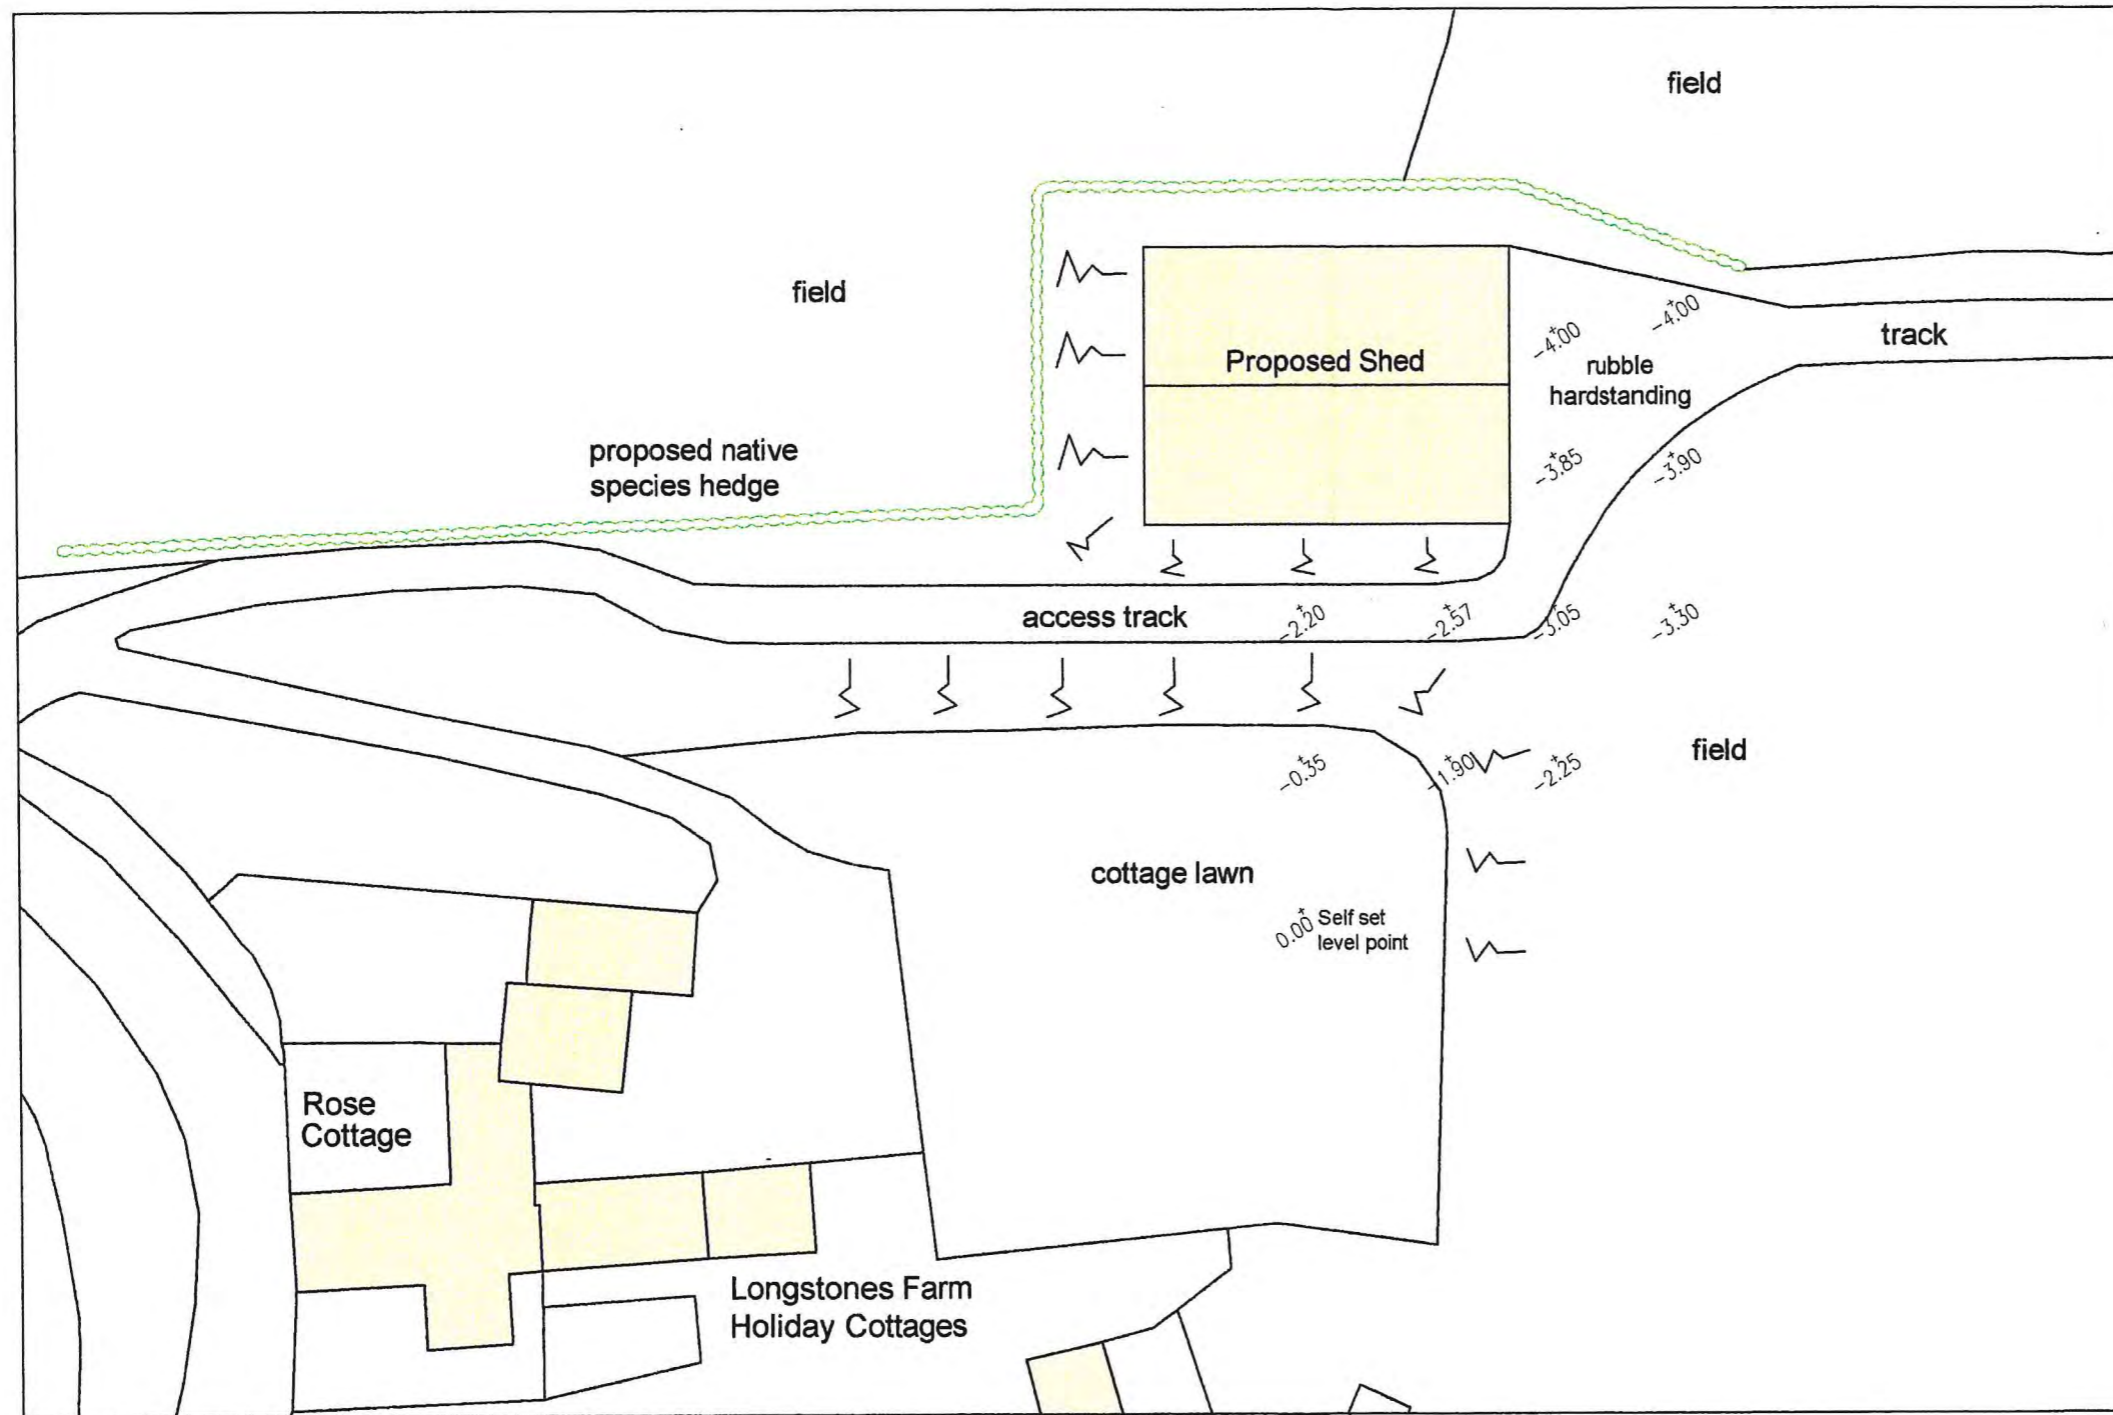 field
field
-4.00
-4.00
track
Proposed Shed
rubble
hardstanding
proposed native
species hedge
-3.85
-3.90
access track
-2.20
-2.57
-3.05
-3.30
-0.35
-1.90
-2.25
field
cottage lawn
0.00
Self set
level point
Rose
Cottage
Longstones Farm
Holiday Cottages